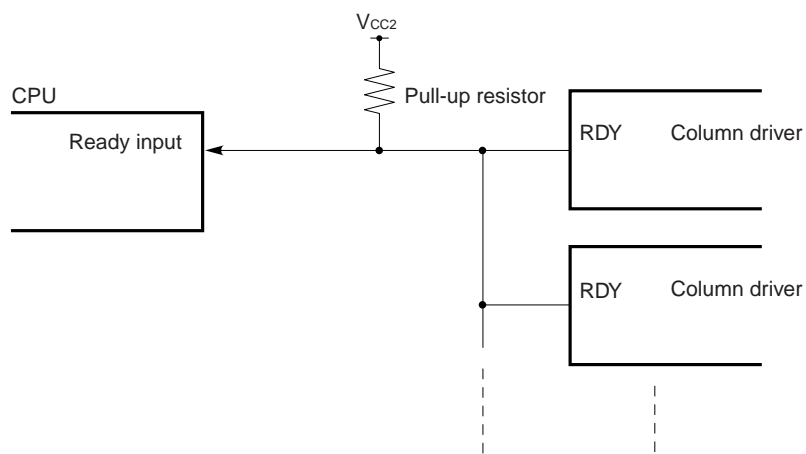 VCC2
Pull-up resistor
CPU
Ready input
RDY
Column driver
RDY
Column driver